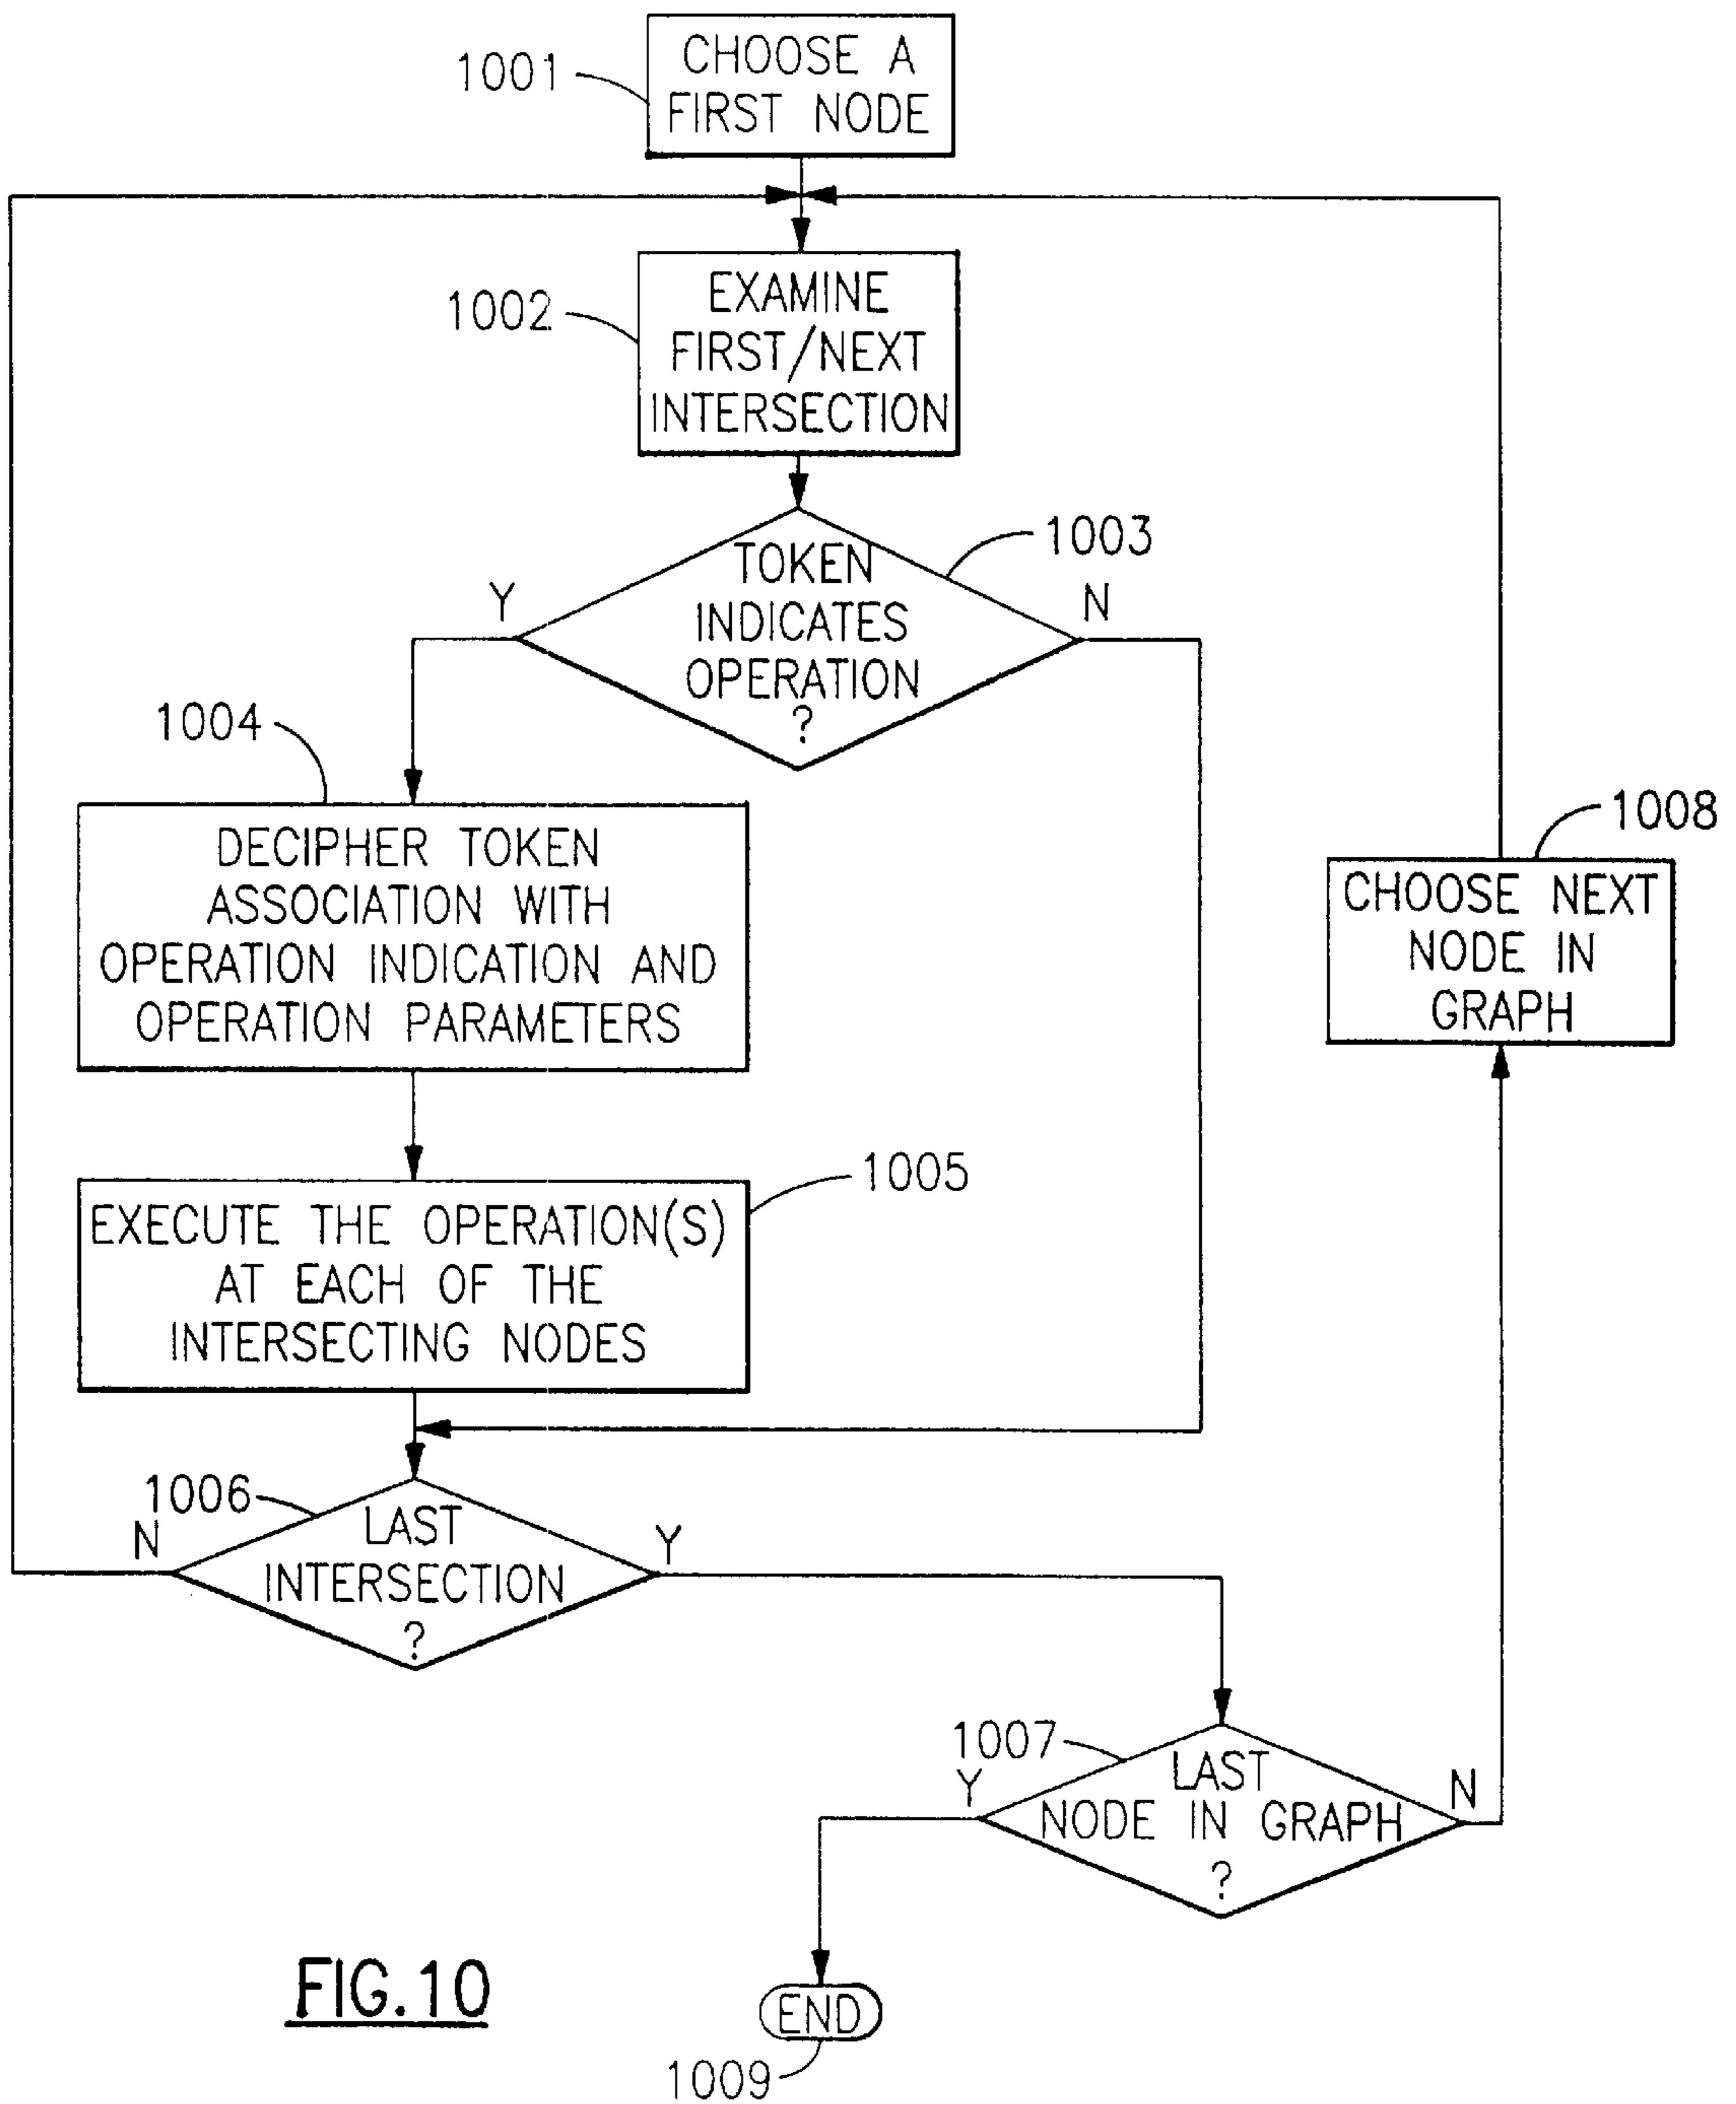 CHOOSE A
FIRST NODE
1001
EXAMINE
FIRST/NEXT
INTERSECTION
1002
TOKEN
INDICATES
OPERATION
?
1003
Y
N
1004
DECIPHER TOKEN
ASSOCIATION WITH
OPERATION INDICATION AND
OPERATION PARAMETERS
1008
CHOOSE NEXT
NODE IN
GRAPH
1005
EXECUTE THE OPERATION(S)
AT EACH OF THE
INTERSECTING NODES
1006
N
Y
LAST
INTERSECTION
?
1007
Y
N
LAST
NODE IN GRAPH
?
END
1009
FIG.10